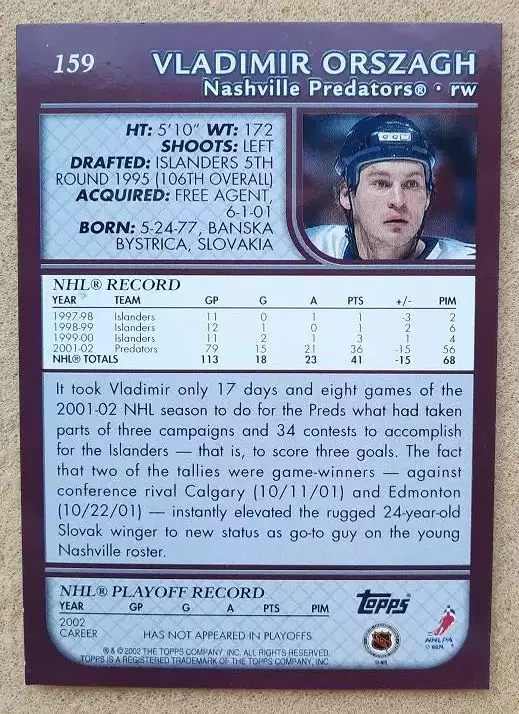 159
VLADIMIR ORSZAGH
Nashville Predators® • RW
HT: 5'10" WT: 172
SHOOTS: LEFT
DRAFTED: ISLANDERS 5TH
ROUND 1995 (106TH OVERALL)
ACQUIRED: FREE AGENT,
6-1-01
BORN: 5-24-77, BANSKA
BYSTRICA, SLOVAKIA
NHL® RECORD
YEAR TEAM GP G A PTS +/- PIM
1997-98 Islanders 11 0 1 1 -3 2
1998-99 Islanders 12 1 0 1 2 6
1999-00 Islanders 11 2 1 3 1 4
2001-02 Predators 79 15 21 36 -15 56
NHL® TOTALS 113 18 23 41 -15 68
It took Vladimir only 17 days and eight games of the
2001-02 NHL season to do for the Preds what had taken
parts of three campaigns and 34 contests to accomplish
for the Islanders — that is, to score three goals. The fact
that two of the tallies were game-winners — against
conference rival Calgary (10/11/01) and Edmonton
(10/22/01) — instantly elevated the rugged 24-year-old
Slovak winger to new status as go-to guy on the young
Nashville roster.
NHL® PLAYOFF RECORD
YEAR GP G A PTS PIM
2002
CAREER HAS NOT APPEARED IN PLAYOFFS
® & © 2002 THE TOPPS COMPANY, INC. ALL RIGHTS RESERVED.
TOPPS IS A REGISTERED TRADEMARK OF THE TOPPS COMPANY, INC.
Topps
NHL
NHLPA